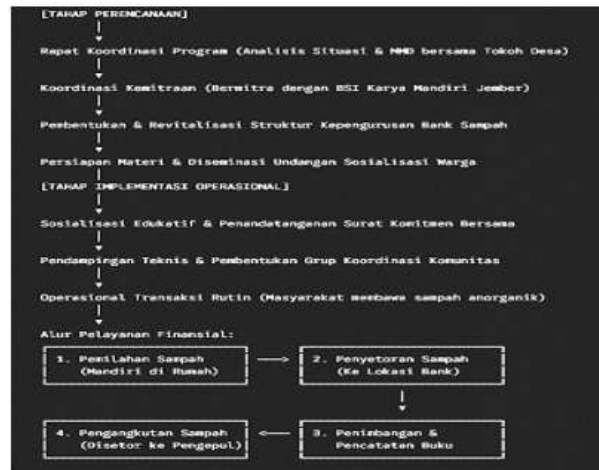 [TAHAP PERENCANAAN]
Rapat Koordinasi Program (Analisis Situasi & MMD bersama Tokoh Desa)
Koordinasi Kemitraan (Bermitra dengan BSI Karya Mandiri Jember)
Pembentukan & Revitalisasi Struktur Kepengurusan Bank Sampah
Persiapan Materi & Diseminasi Undangan Sosialisasi Warga
[TAHAP IMPLEMENTASI OPERASIONAL]
Sosialisasi Edukatif & Penandatanganan Surat Komitmen Bersama
Pendampingan Teknis & Pembentukan Grup Koordinasi Komunitas
Operasional Transaksi Rutin (Masyarakat membawa sampah anorganik)
Alur Pelayanan Finansial:
1. Pemilahan Sampah
(Mandiri di Rumah)
2. Penyetoran Sampah
(Ke Lokasi Bank)
3. Penimbangan &
Pencatatan Buku
4. Pengangkutan Sampah
(Disetor ke Pengepul)